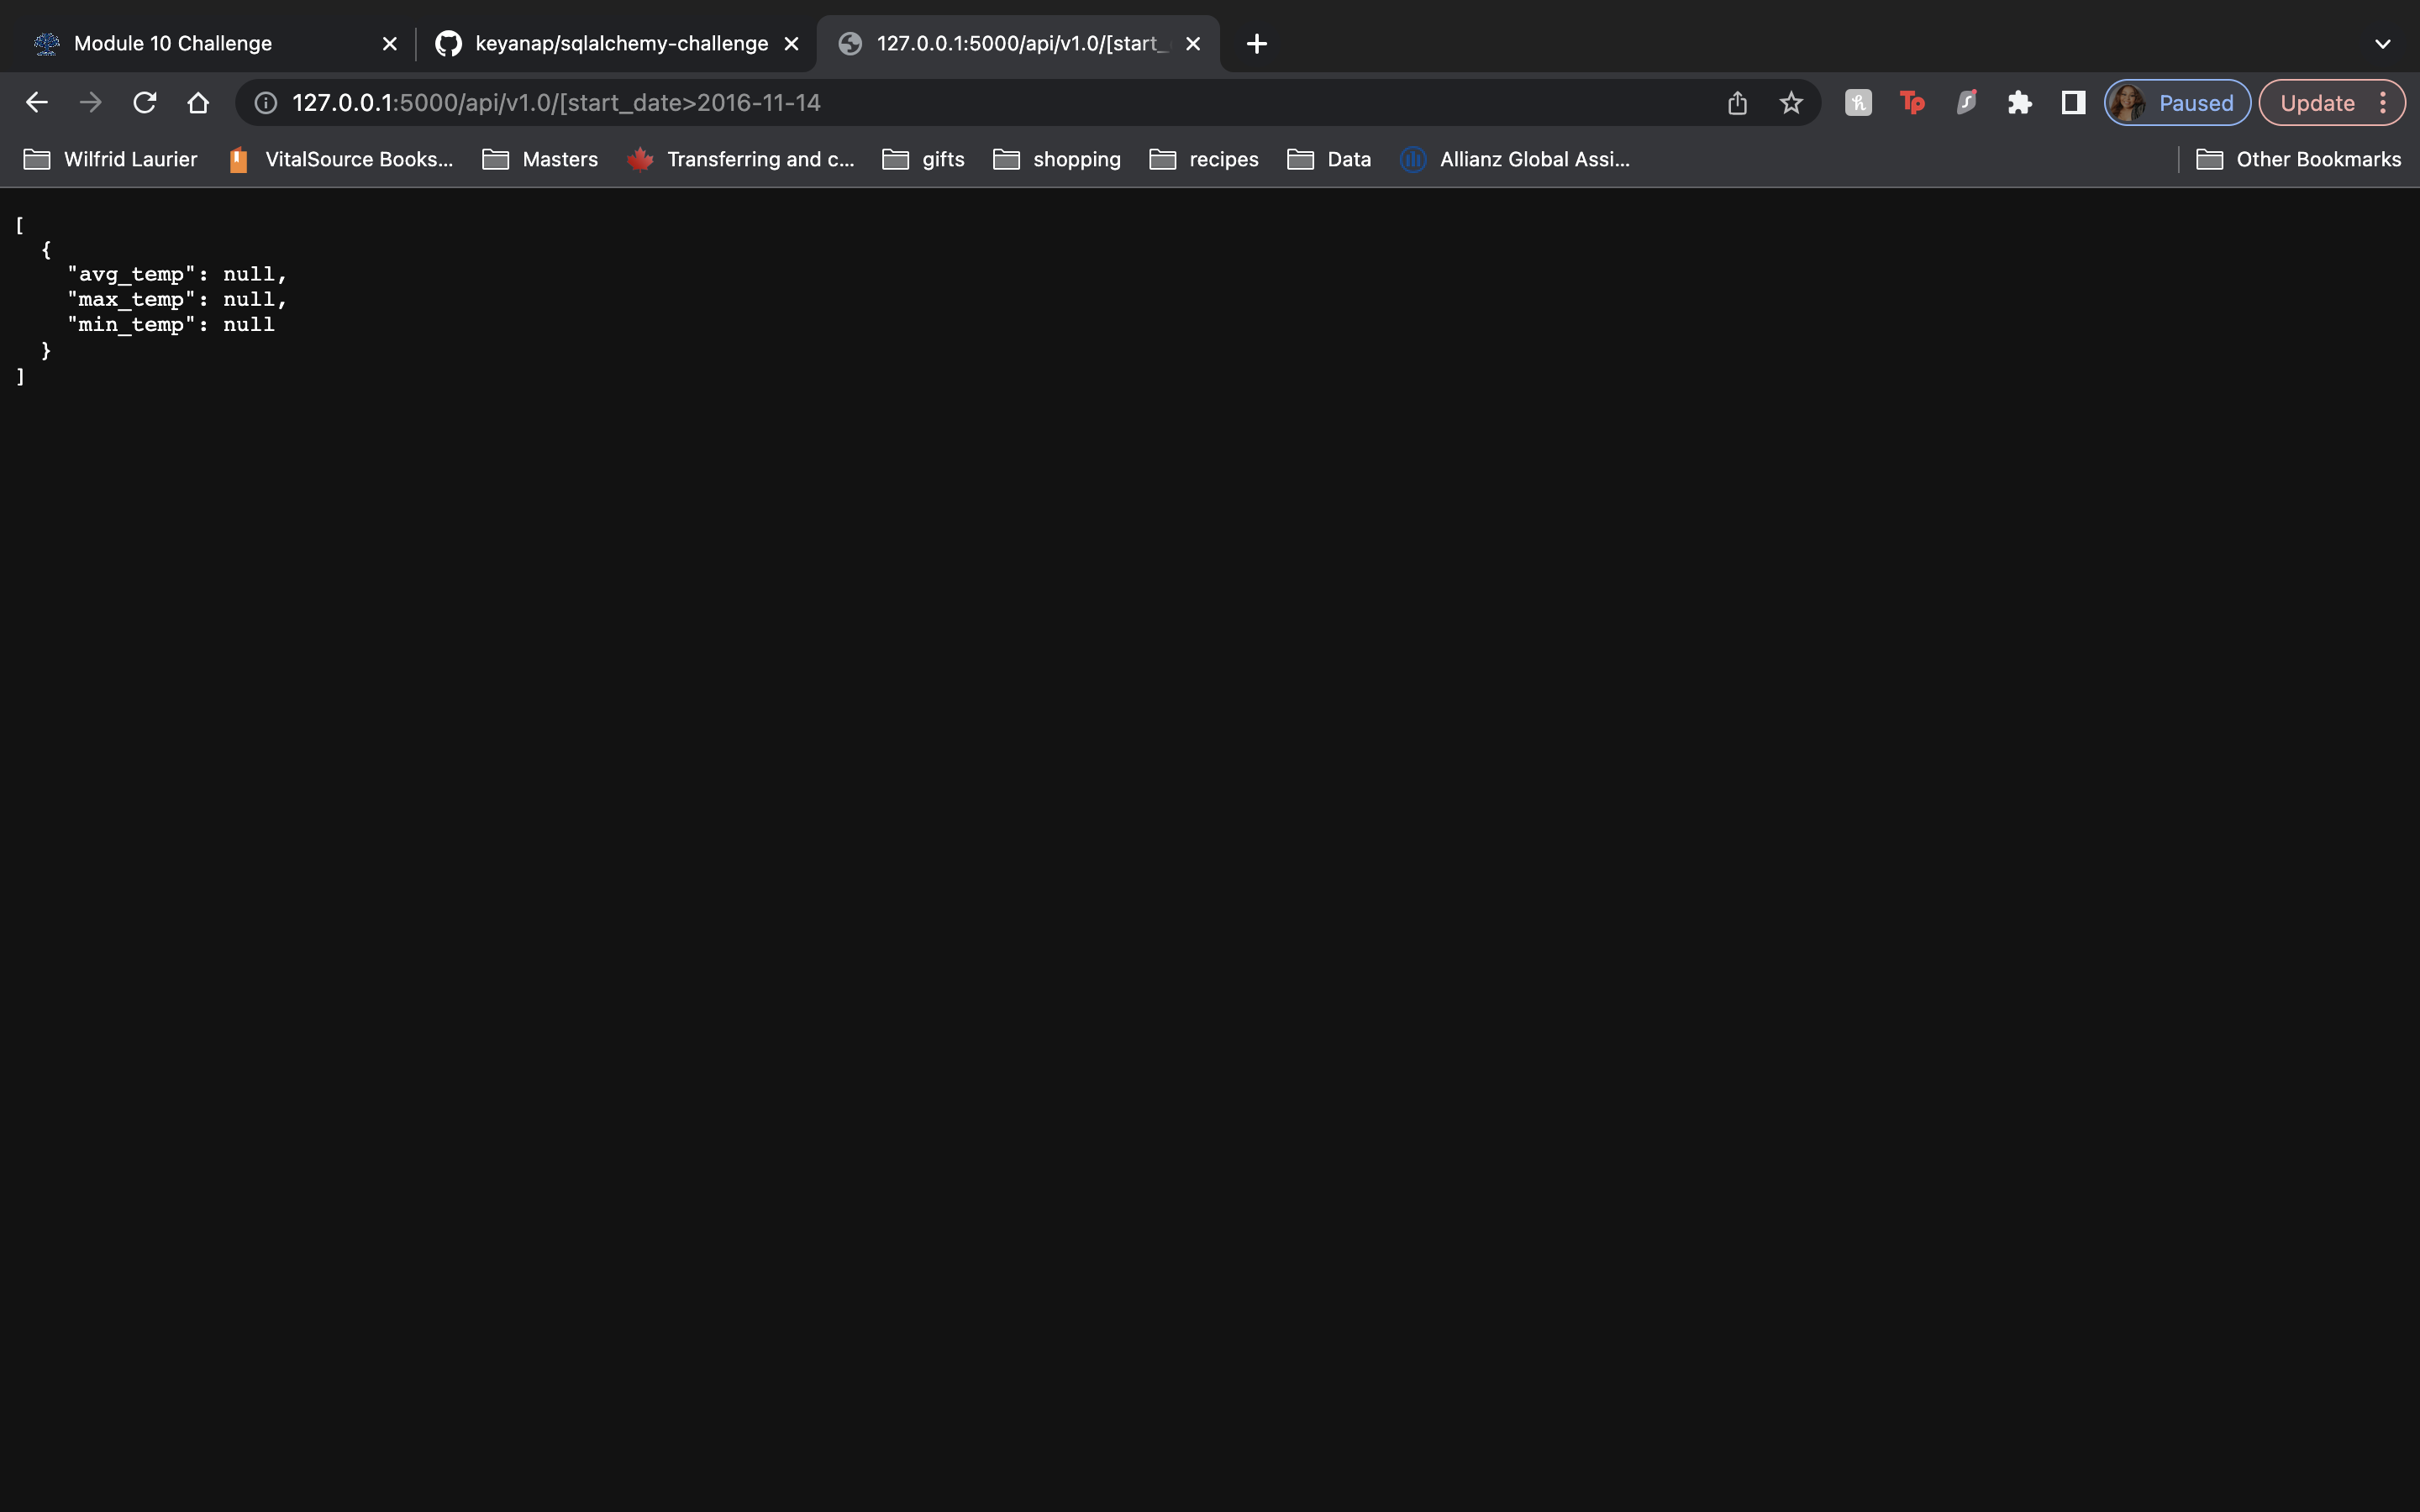 Module 10 Challenge
keyanap/sqlalchemy-challenge
127.0.0.1:5000/api/v1.0/[start_
127.0.0.1:5000/api/v1.0/[start_date>2016-11-14
Tp
Paused
Update
Wilfrid Laurier
VitalSource Books...
Masters
Transferring and c...
gifts
shopping
recipes
Data
Allianz Global Assi...
Other Bookmarks
[
{
"avg_temp": null,
"max_temp": null,
"min_temp": null
}
]